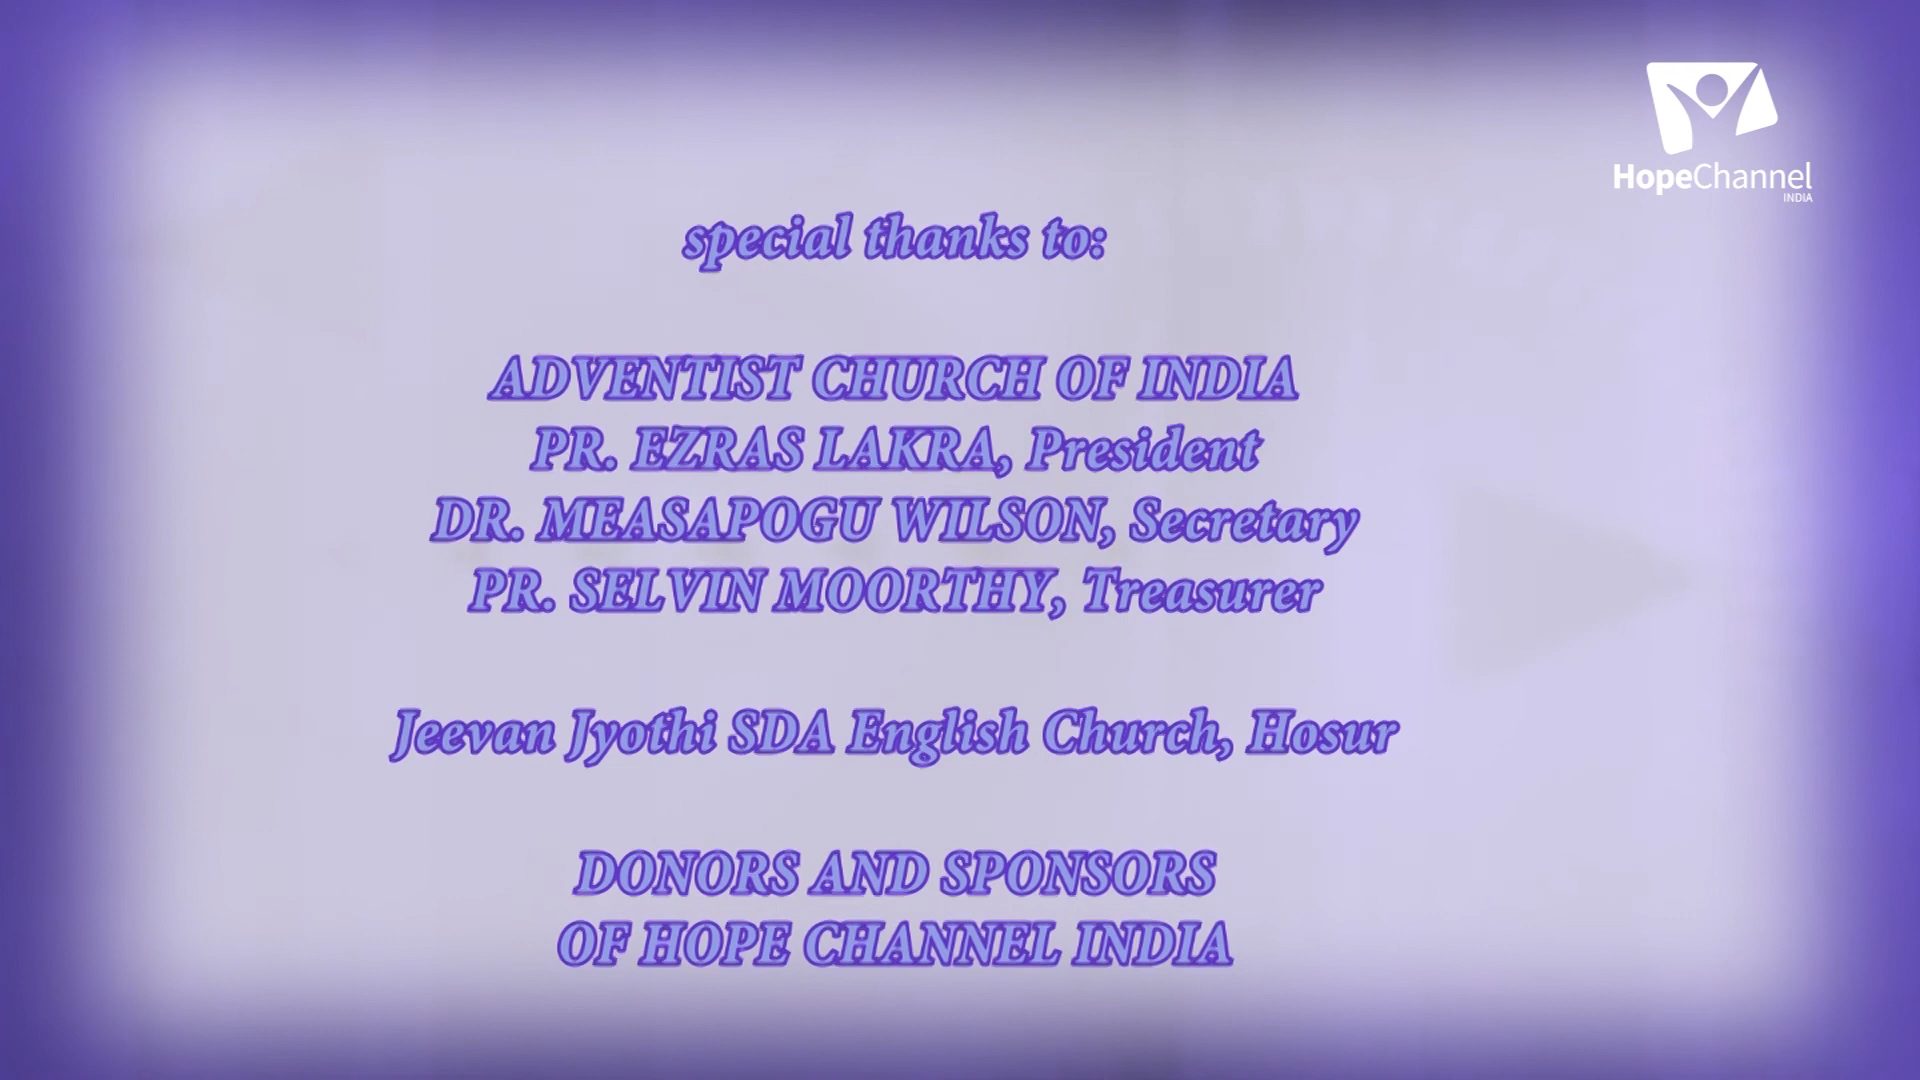 HopeChannel
INDIA
special thanks to:
ADVENTIST CHURCH OF INDIA
PR. EZRAS LAKRA, President
DR. MEASAPOGU WILSON, Secretary
PR. SELVIN MOORTHY, Treasurer
Jeevan Jyothi SDA English Church, Hosur
DONORS AND SPONSORS
OF HOPE CHANNEL INDIA